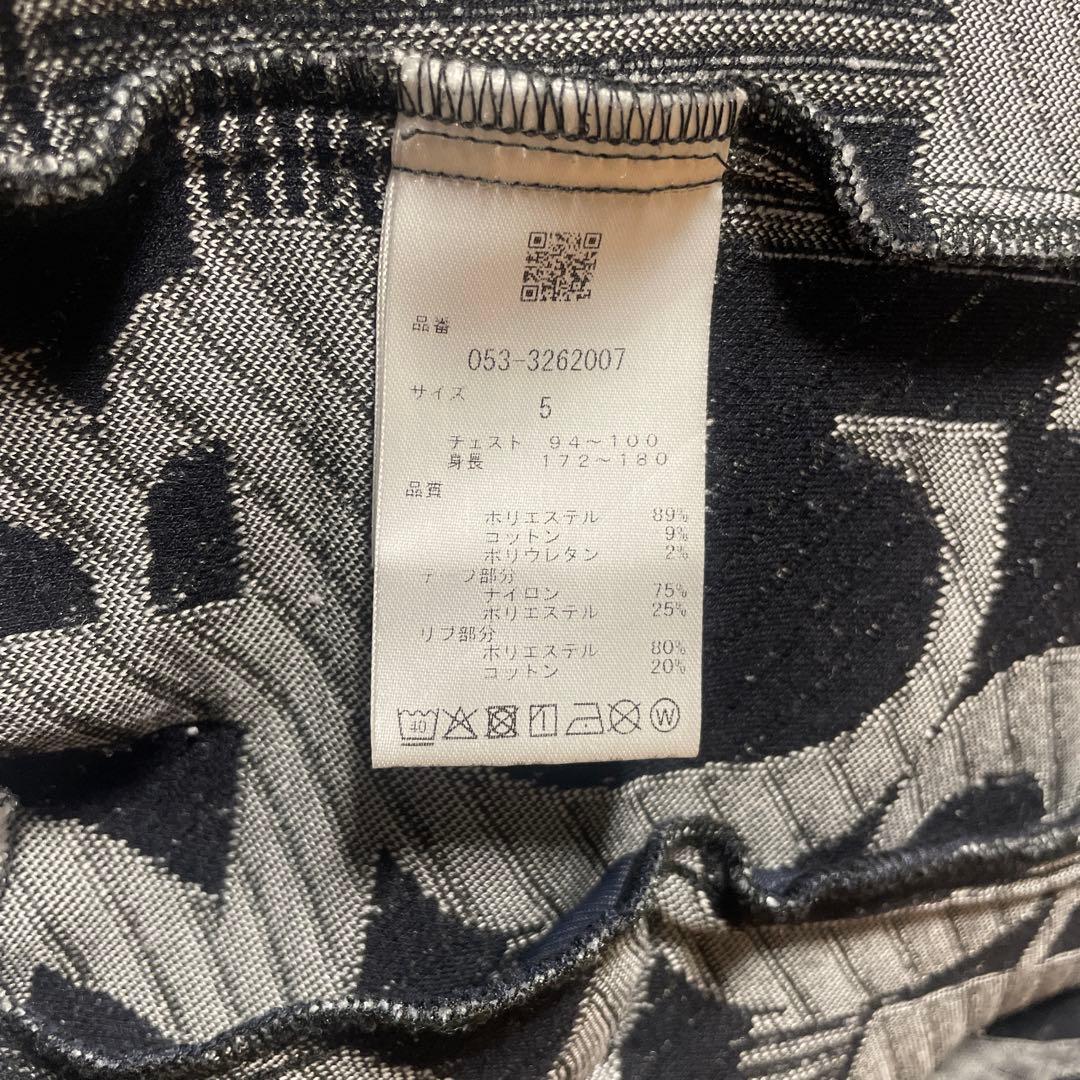 品番
053-3262007
サイズ
5
チェスト 94~100
身長 172~180
品質
ポリエステル 89%
コットン 9%
ポリウレタン 2%
テープ部分
ナイロン 75%
ポリエステル 25%
リブ部分
ポリエステル 80%
コットン 20%
40
W